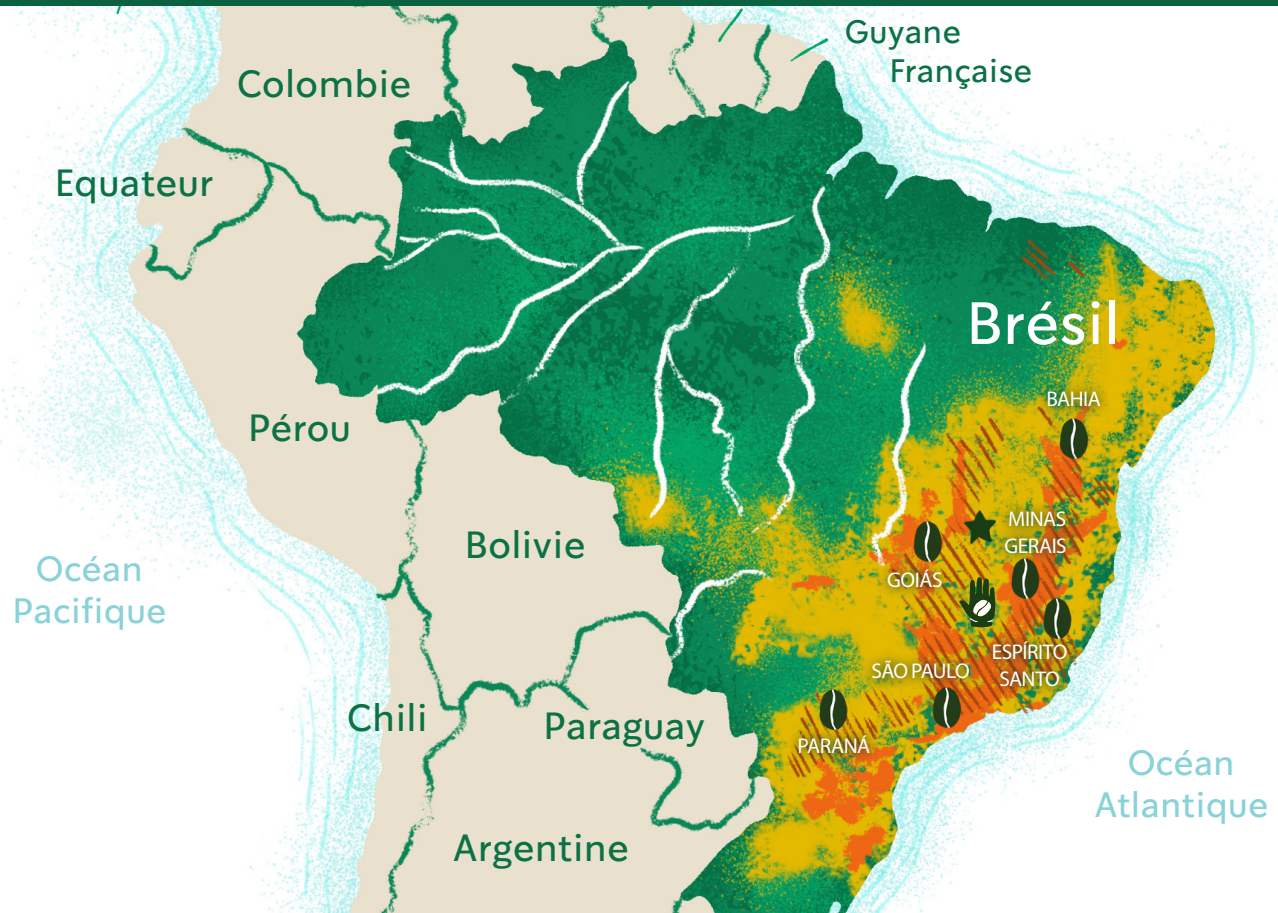 Guyane
Française
Colombie
Equateur
Brésil
BAHIA
Pérou
MINAS
GERAIS
Bolivie
GOIÁS
Océan
Pacifique
ESPÍRITO
SANTO
SÃO PAULO
Chili
Paraguay
PARANÁ
Océan
Atlantique
Argentine